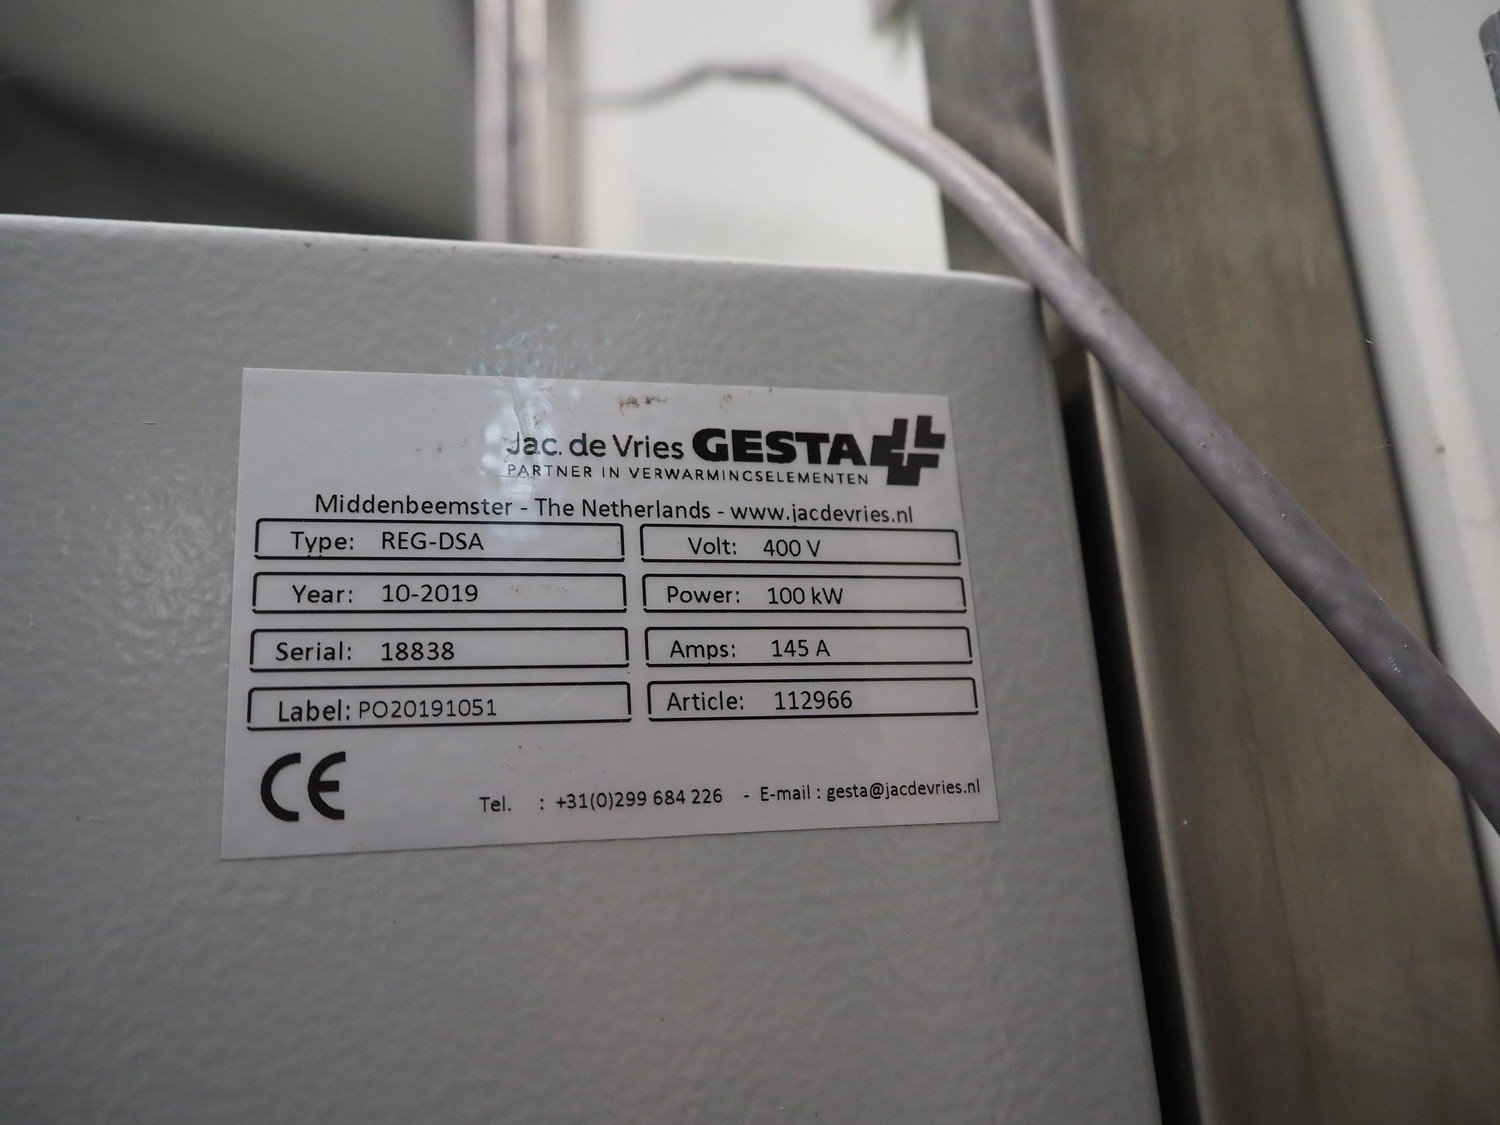 Jac. de Vries GESTA
PARTNER IN VERWARMINGSELEMENTEN
Middenbeemster - The Netherlands - www.jacdevries.nl
Type: REG-DSA
Volt: 400 V
Year: 10-2019
Power: 100 kW
Serial: 18838
Amps: 145 A
Label: PO20191051
Article: 112966
CE
Tel. : +31(0)299 684 226 - E-mail : gesta@jacdevries.nl